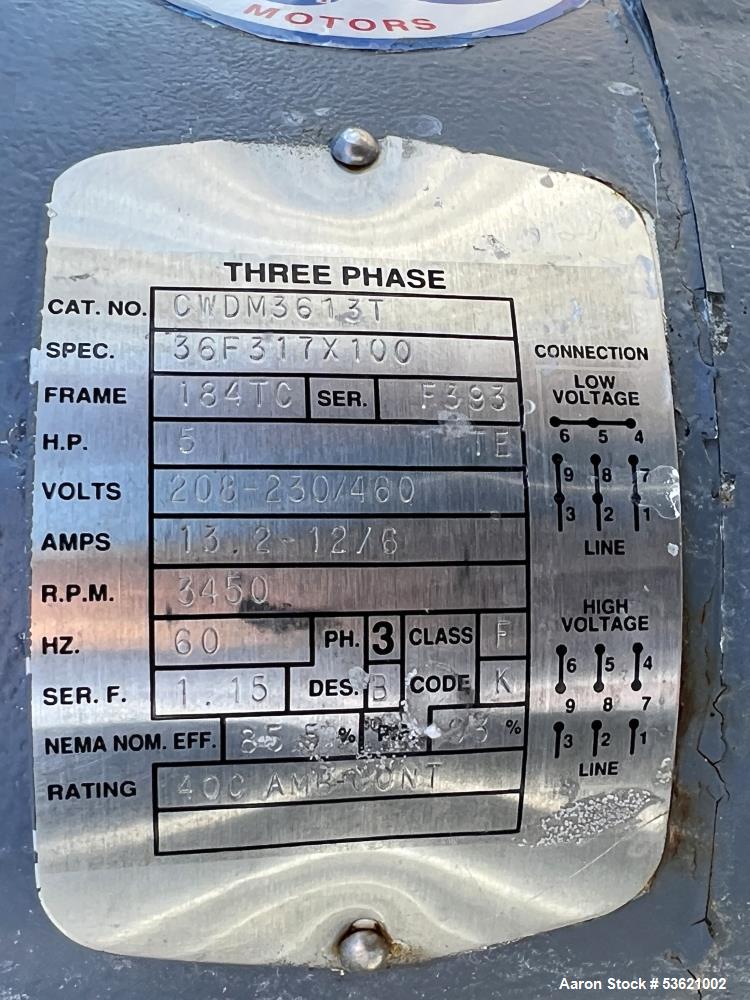 MOTORS
THREE PHASE
CAT. NO. CWDM3613T
SPEC. 36F317X100
FRAME 184TC SER. F393
H.P. 5 TE
VOLTS 208-230/460
AMPS 13.2-12/6
R.P.M. 3450
HZ. 60 PH. 3 CLASS F
SER. F. 1.15 DES. B CODE K
NEMA NOM. EFF. 85.5 % P.F. 93 %
RATING 40C AMB-CONT
CONNECTION
LOW
VOLTAGE
6 5 4
9 8 7
3 2 1
LINE
HIGH
VOLTAGE
6 5 4
9 8 7
3 2 1
LINE
Aaron Stock # 53621002